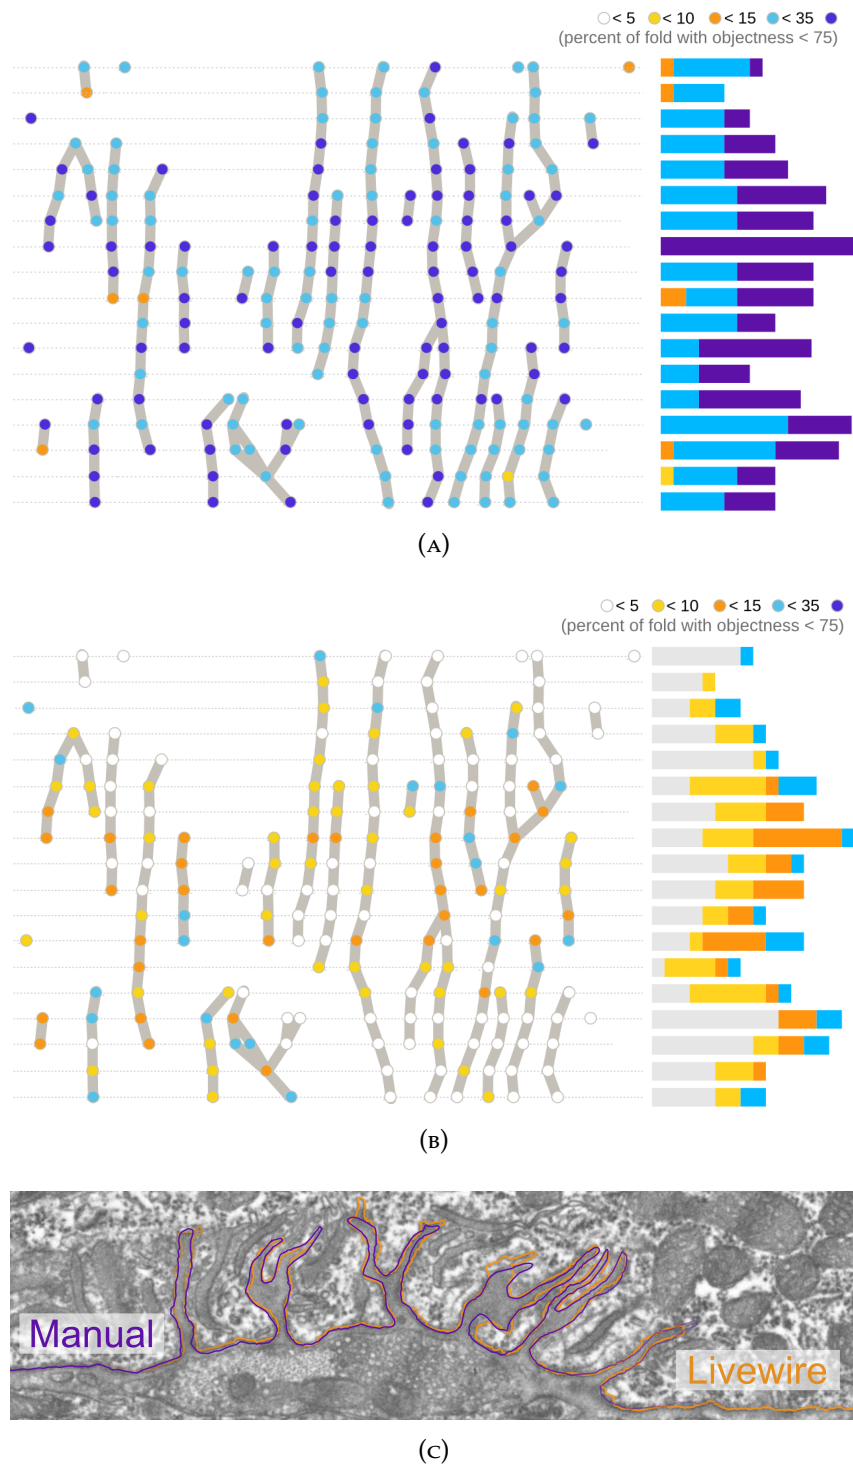 < 5 < 10 < 15 < 35
(percent of fold with objectness < 75)
(A)
< 5 < 10 < 15 < 35
(percent of fold with objectness < 75)
(B)
Manual
Livewire
(C)